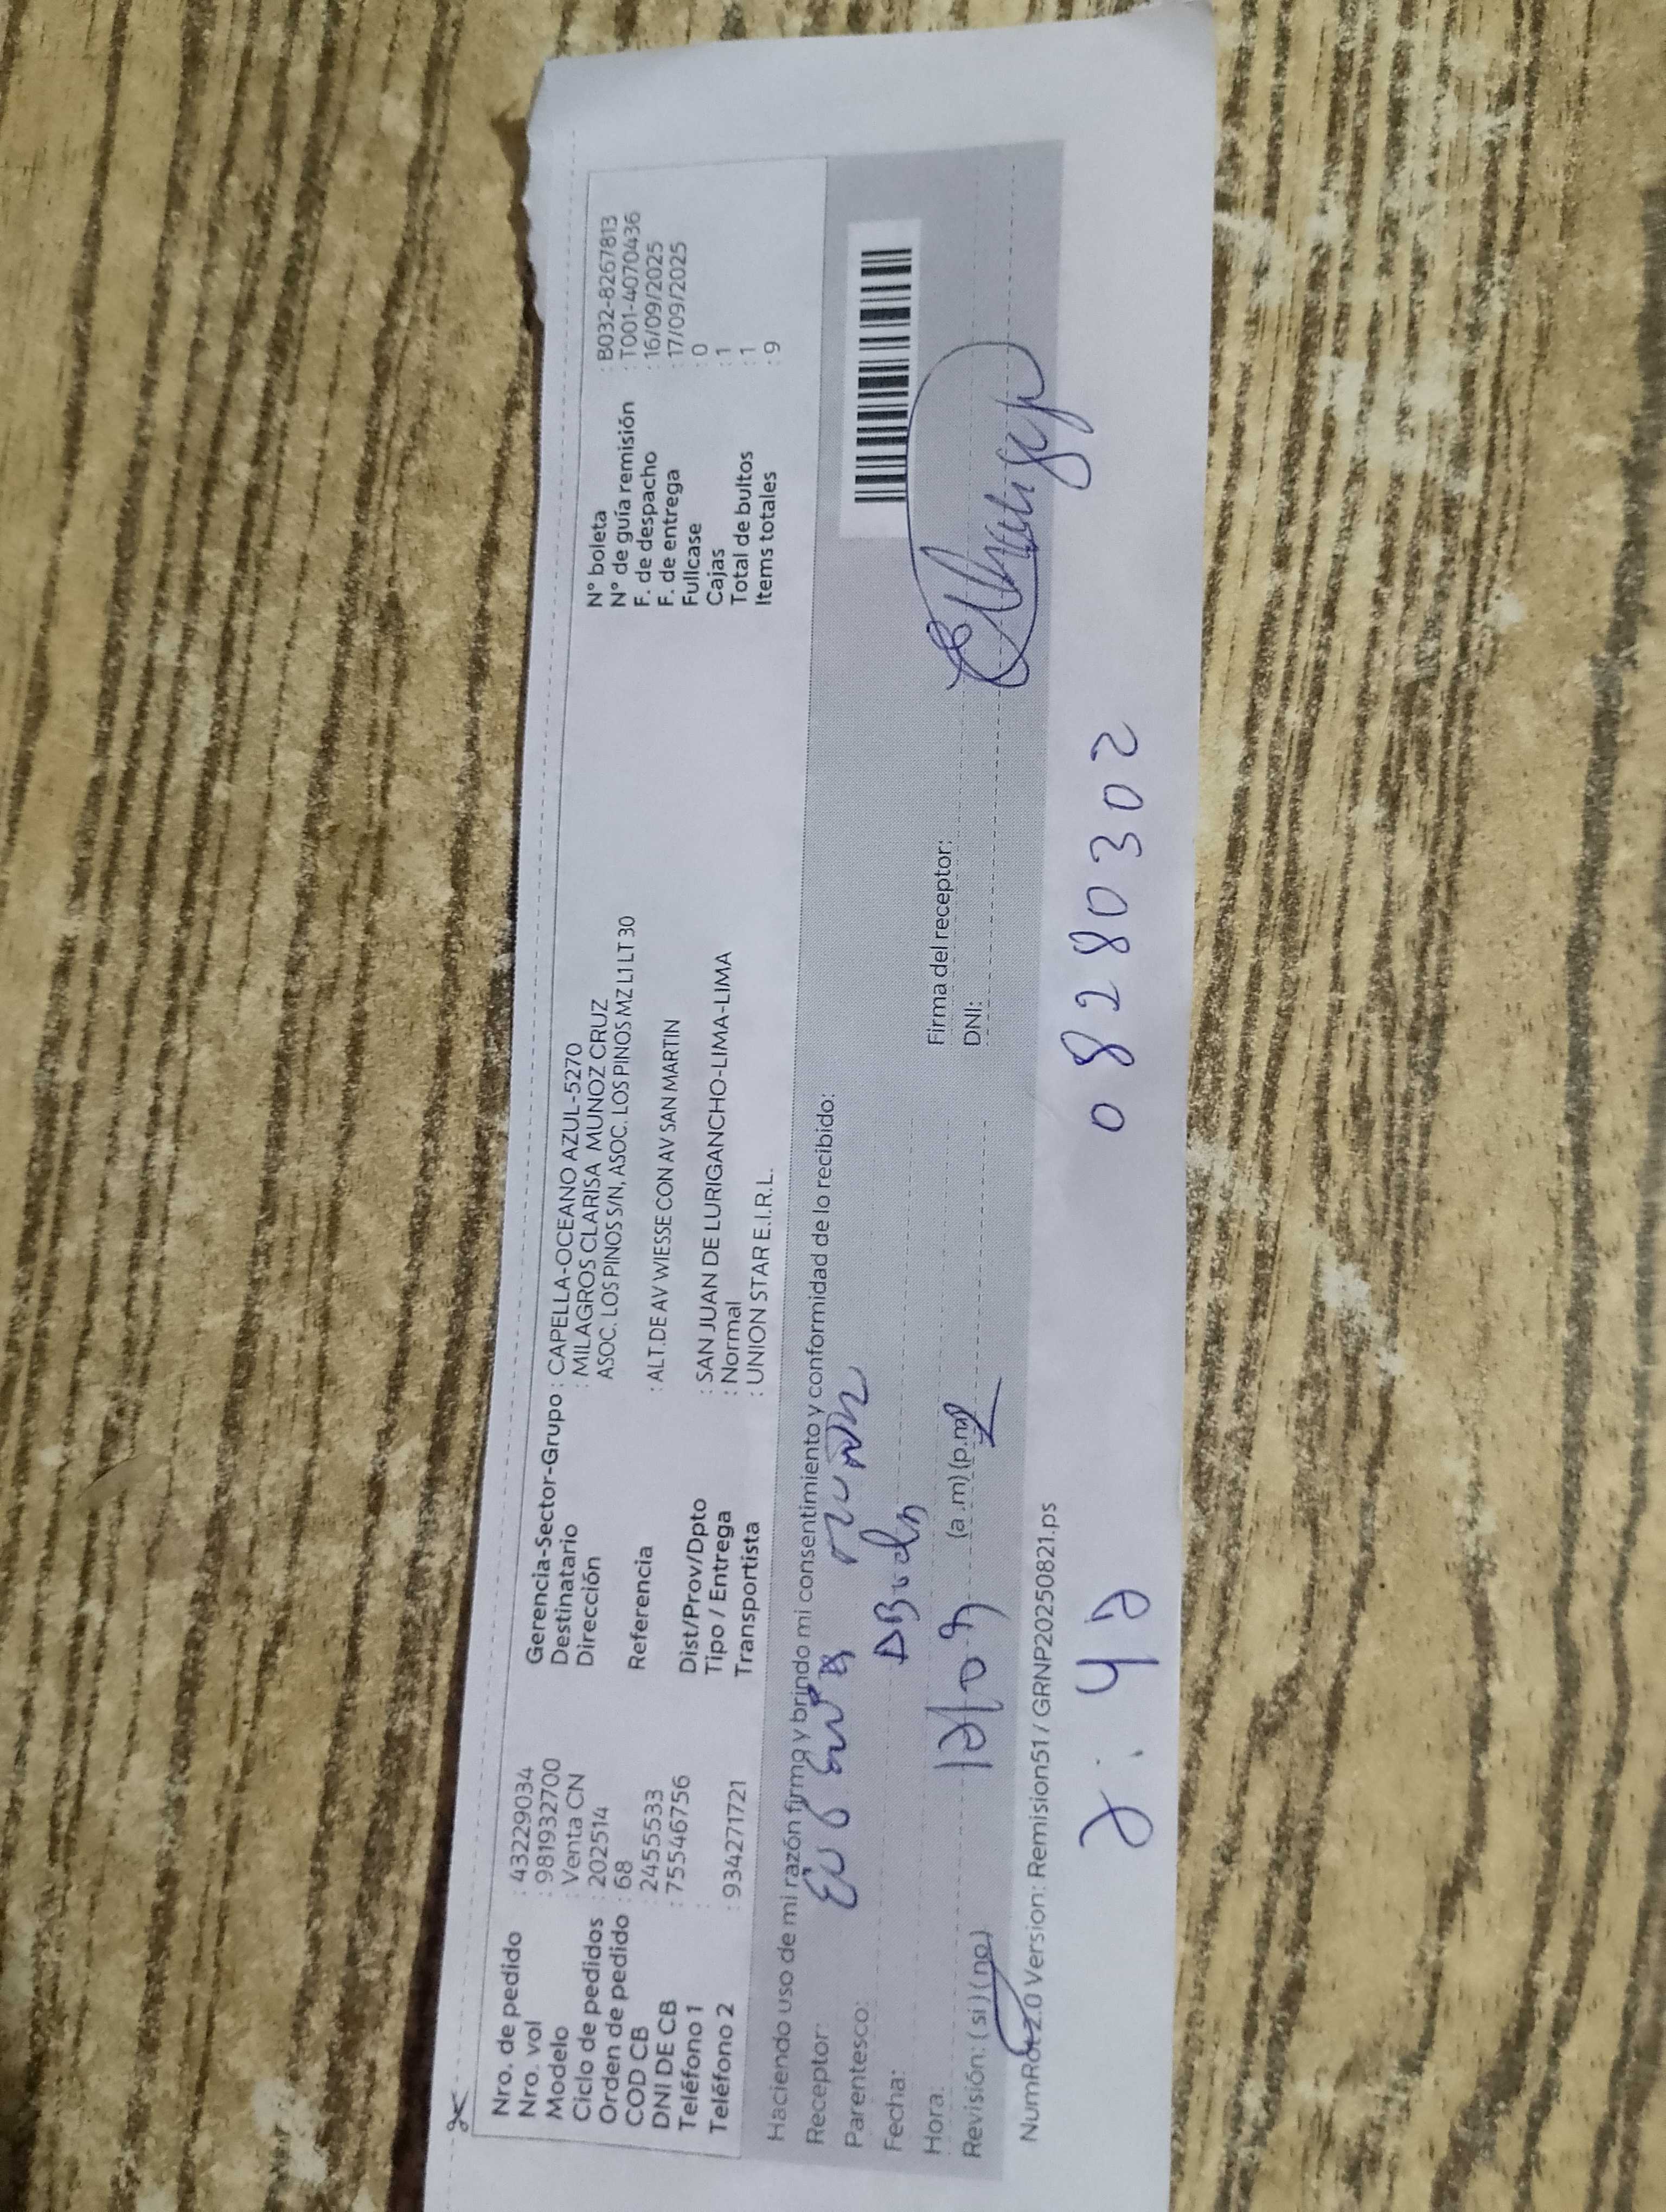 Nro. de pedido : 43229034
Nro. vol : 981932700
Modelo : Venta CN
Ciclo de pedidos : 202514
Orden de pedido : 68
COD CB : 2455533
DNI DE CB : 755546756
Teléfono 1 :
Teléfono 2 : 934271721
Gerencia-Sector-Grupo : CAPELLA-OCEANO AZUL-5270
Destinatario : MILAGROS CLARISA MUNOZ CRUZ
Dirección ASOC. LOS PINOS S/N, ASOC. LOS PINOS MZ L1 LT 30
Referencia : ALT.DE AV WIESSE CON AV SAN MARTIN
Dist/Prov/Dpto : SAN JUAN DE LURIGANCHO-LIMA-LIMA
Tipo / Entrega : Normal
Transportista : UNION STAR E.I.R.L.
N° boleta : B032-8267813
N° de guía remisión : T001-4070436
F. de despacho : 16/09/2025
F. de entrega : 17/09/2025
Fullcase : 0
Cajas : 1
Total de bultos : 1
Items totales : 9
Haciendo uso de mi razón firmo y brindo mi consentimiento y conformidad de lo recibido:
Receptor:
Parentesco:
Fecha:
Hora: (a .m) (p.m)
Revisión: ( si ) ( no )
Firma del receptor:
DNI:
NumRot 2.0 Version: Remision51 / GRNP20250821.ps
2:42
08280302